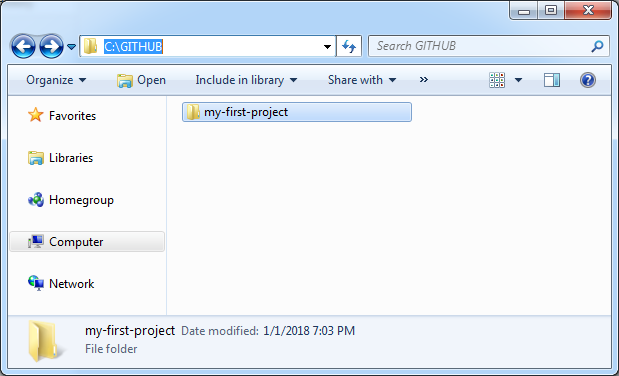 C:\GITHUB
Search GITHUB
Organize Open Include in library Share with »
Favorites
my-first-project
Libraries
Homegroup
Computer
Network
my-first-project Date modified: 1/1/2018 7:03 PM
File folder